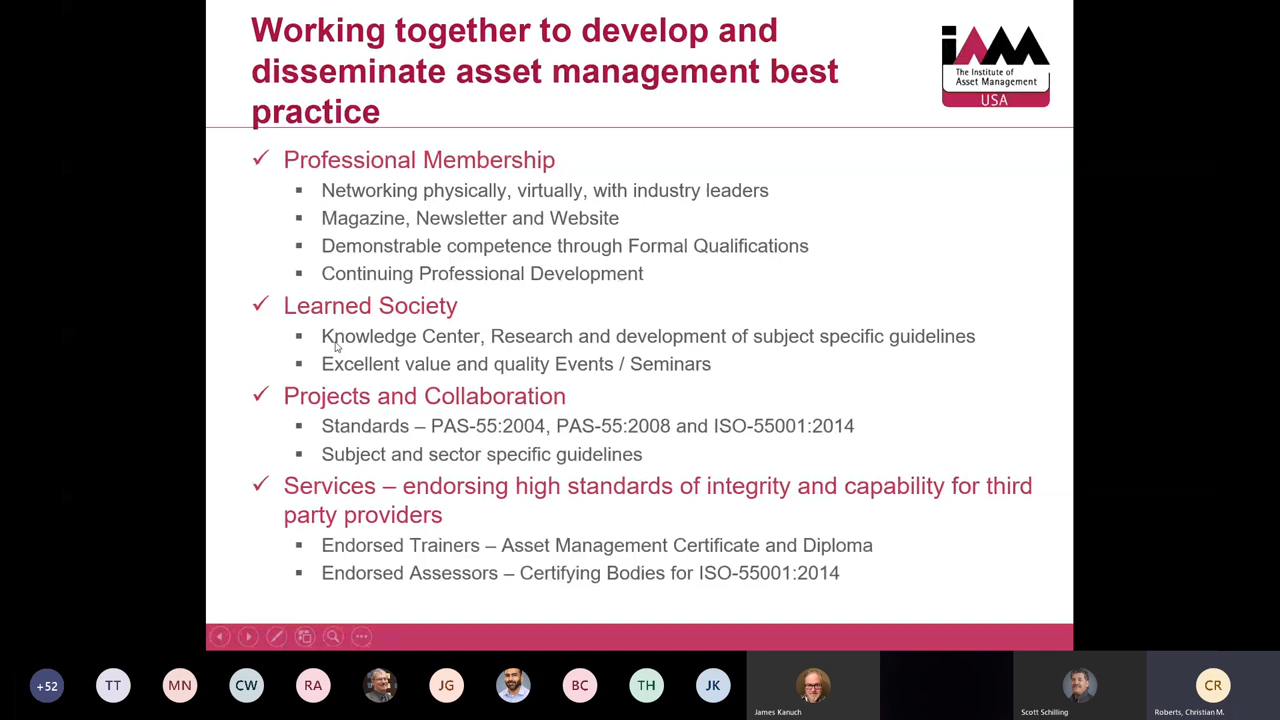 Working together to develop and
disseminate asset management best
practice
iAM
The Institute of
Asset Management
USA
Professional Membership
Networking physically, virtually, with industry leaders
Magazine, Newsletter and Website
Demonstrable competence through Formal Qualifications
Continuing Professional Development
Learned Society
Knowledge Center, Research and development of subject specific guidelines
Excellent value and quality Events / Seminars
Projects and Collaboration
Standards – PAS-55:2004, PAS-55:2008 and ISO-55001:2014
Subject and sector specific guidelines
Services – endorsing high standards of integrity and capability for third
party providers
Endorsed Trainers – Asset Management Certificate and Diploma
Endorsed Assessors – Certifying Bodies for ISO-55001:2014
+52 TT MN CW RA JG BC TH JK CR
James Kanuch Scott Schilling Roberts, Christian M.